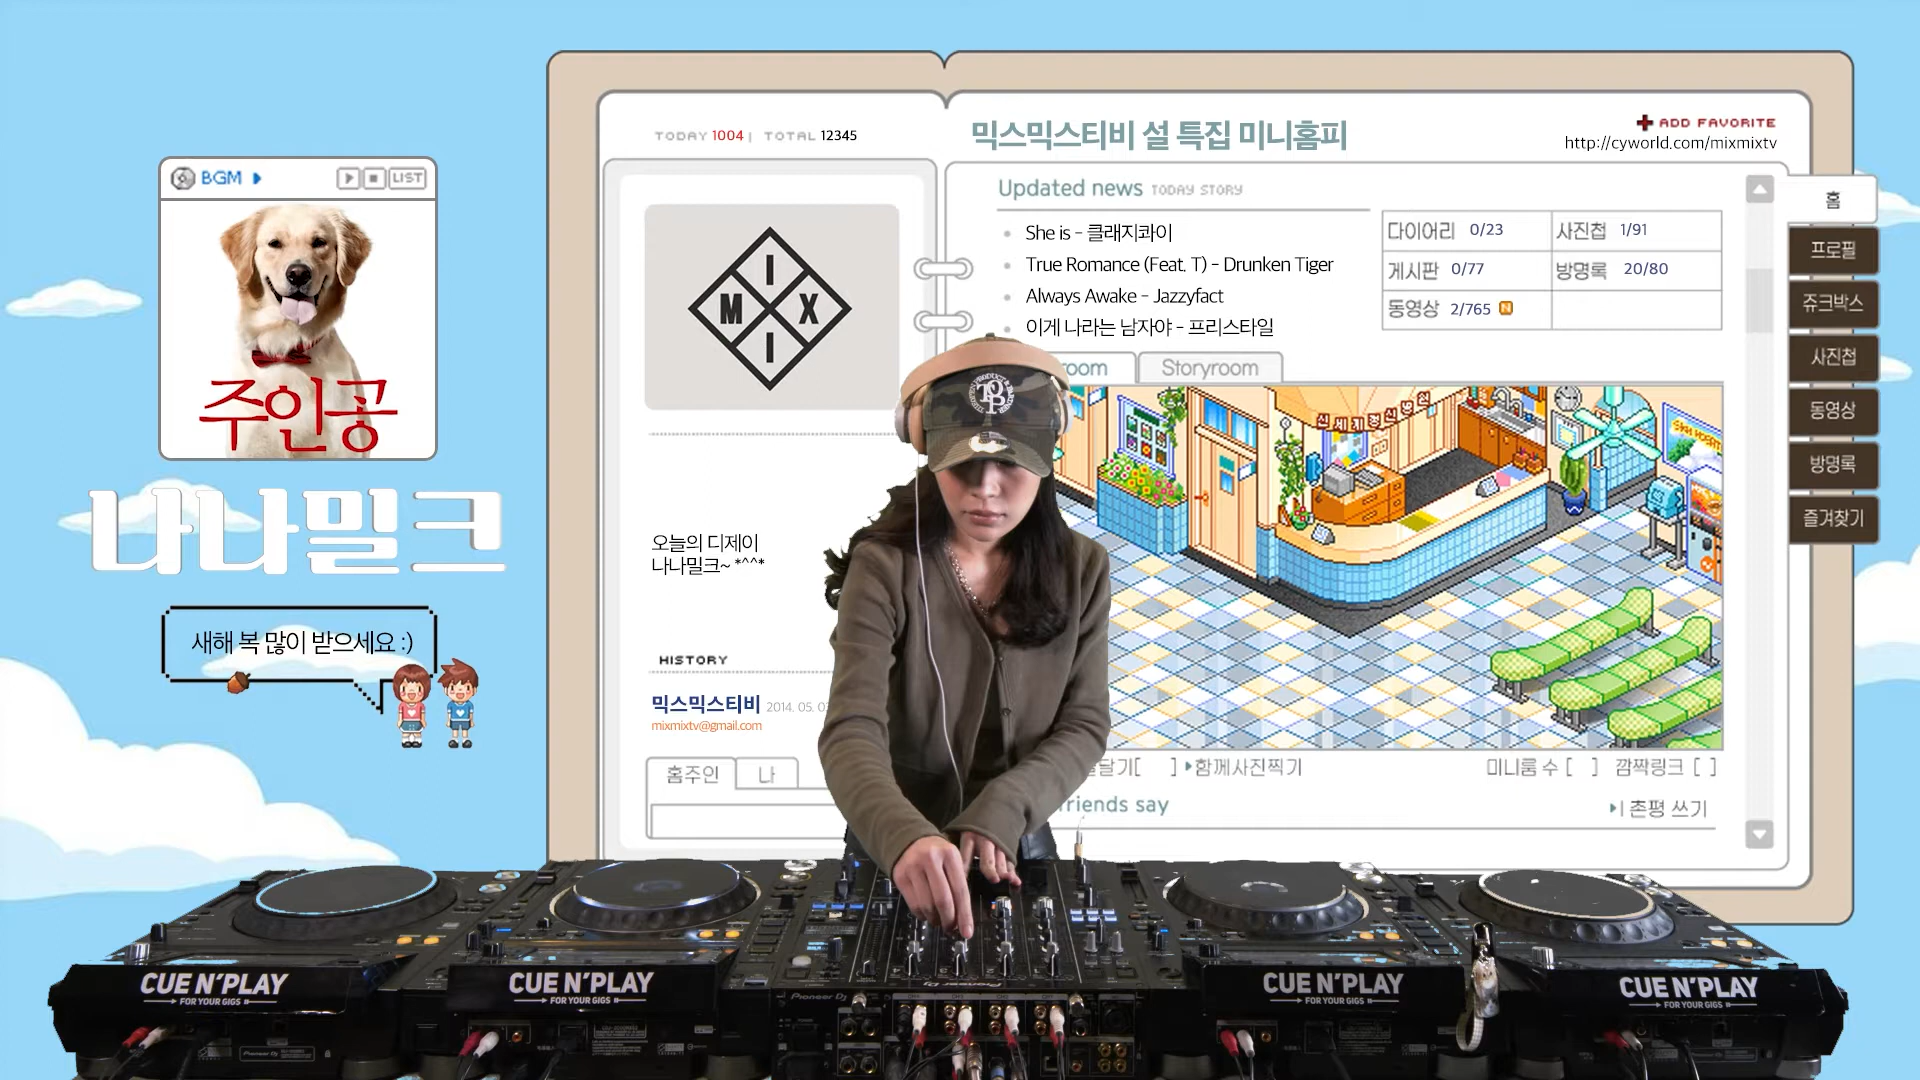 TODAY 1004 | TOTAL 12345
믹스믹스티비 설 특집 미니홈피
ADD FAVORITE
http://cyworld.com/mixmixtv
BGM
LIST
주인공
나나밀크
새해 복 많이 받으세요 :)
M I X I
오늘의 디제이
나나밀크~ *^^*
HISTORY
믹스믹스티비 2014. 05.
mixmixtv@gmail.com
홈주인 나
Updated news TODAY STORY
She is - 클래지콰이
True Romance (Feat. T) - Drunken Tiger
Always Awake - Jazzyfact
이게 나라는 남자야 - 프리스타일
다이어리 0/23 사진첩 1/91
게시판 0/77 방명록 20/80
동영상 2/765 N
room Storyroom
달기[ ] 함께사진찍기 미니룸 수 [ ] 깜짝링크 [ ]
friends say
촌평 쓰기
홈
프로필
쥬크박스
사진첩
동영상
방명록
즐겨찾기
CUE N'PLAY
FOR YOUR GIGS
CUE N'PLAY
FOR YOUR GIGS
CUE N'PLAY
FOR YOUR GIGS
CUE N'PLAY
FOR YOUR GIGS
Pioneer Dj